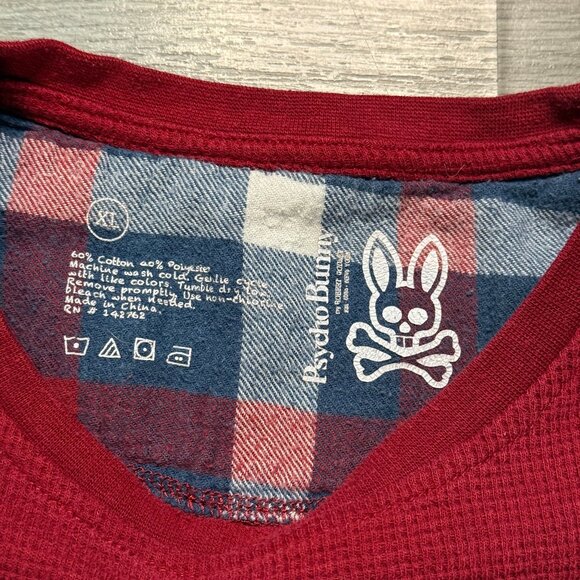 XL
60% Cotton 40% Polyester
Machine wash cold. Gentle cycle
with like colors. Tumble dry low.
Remove promptly. Use non-chlorine
bleach when needed.
Made in China.
RN # 142762
Psycho Bunny